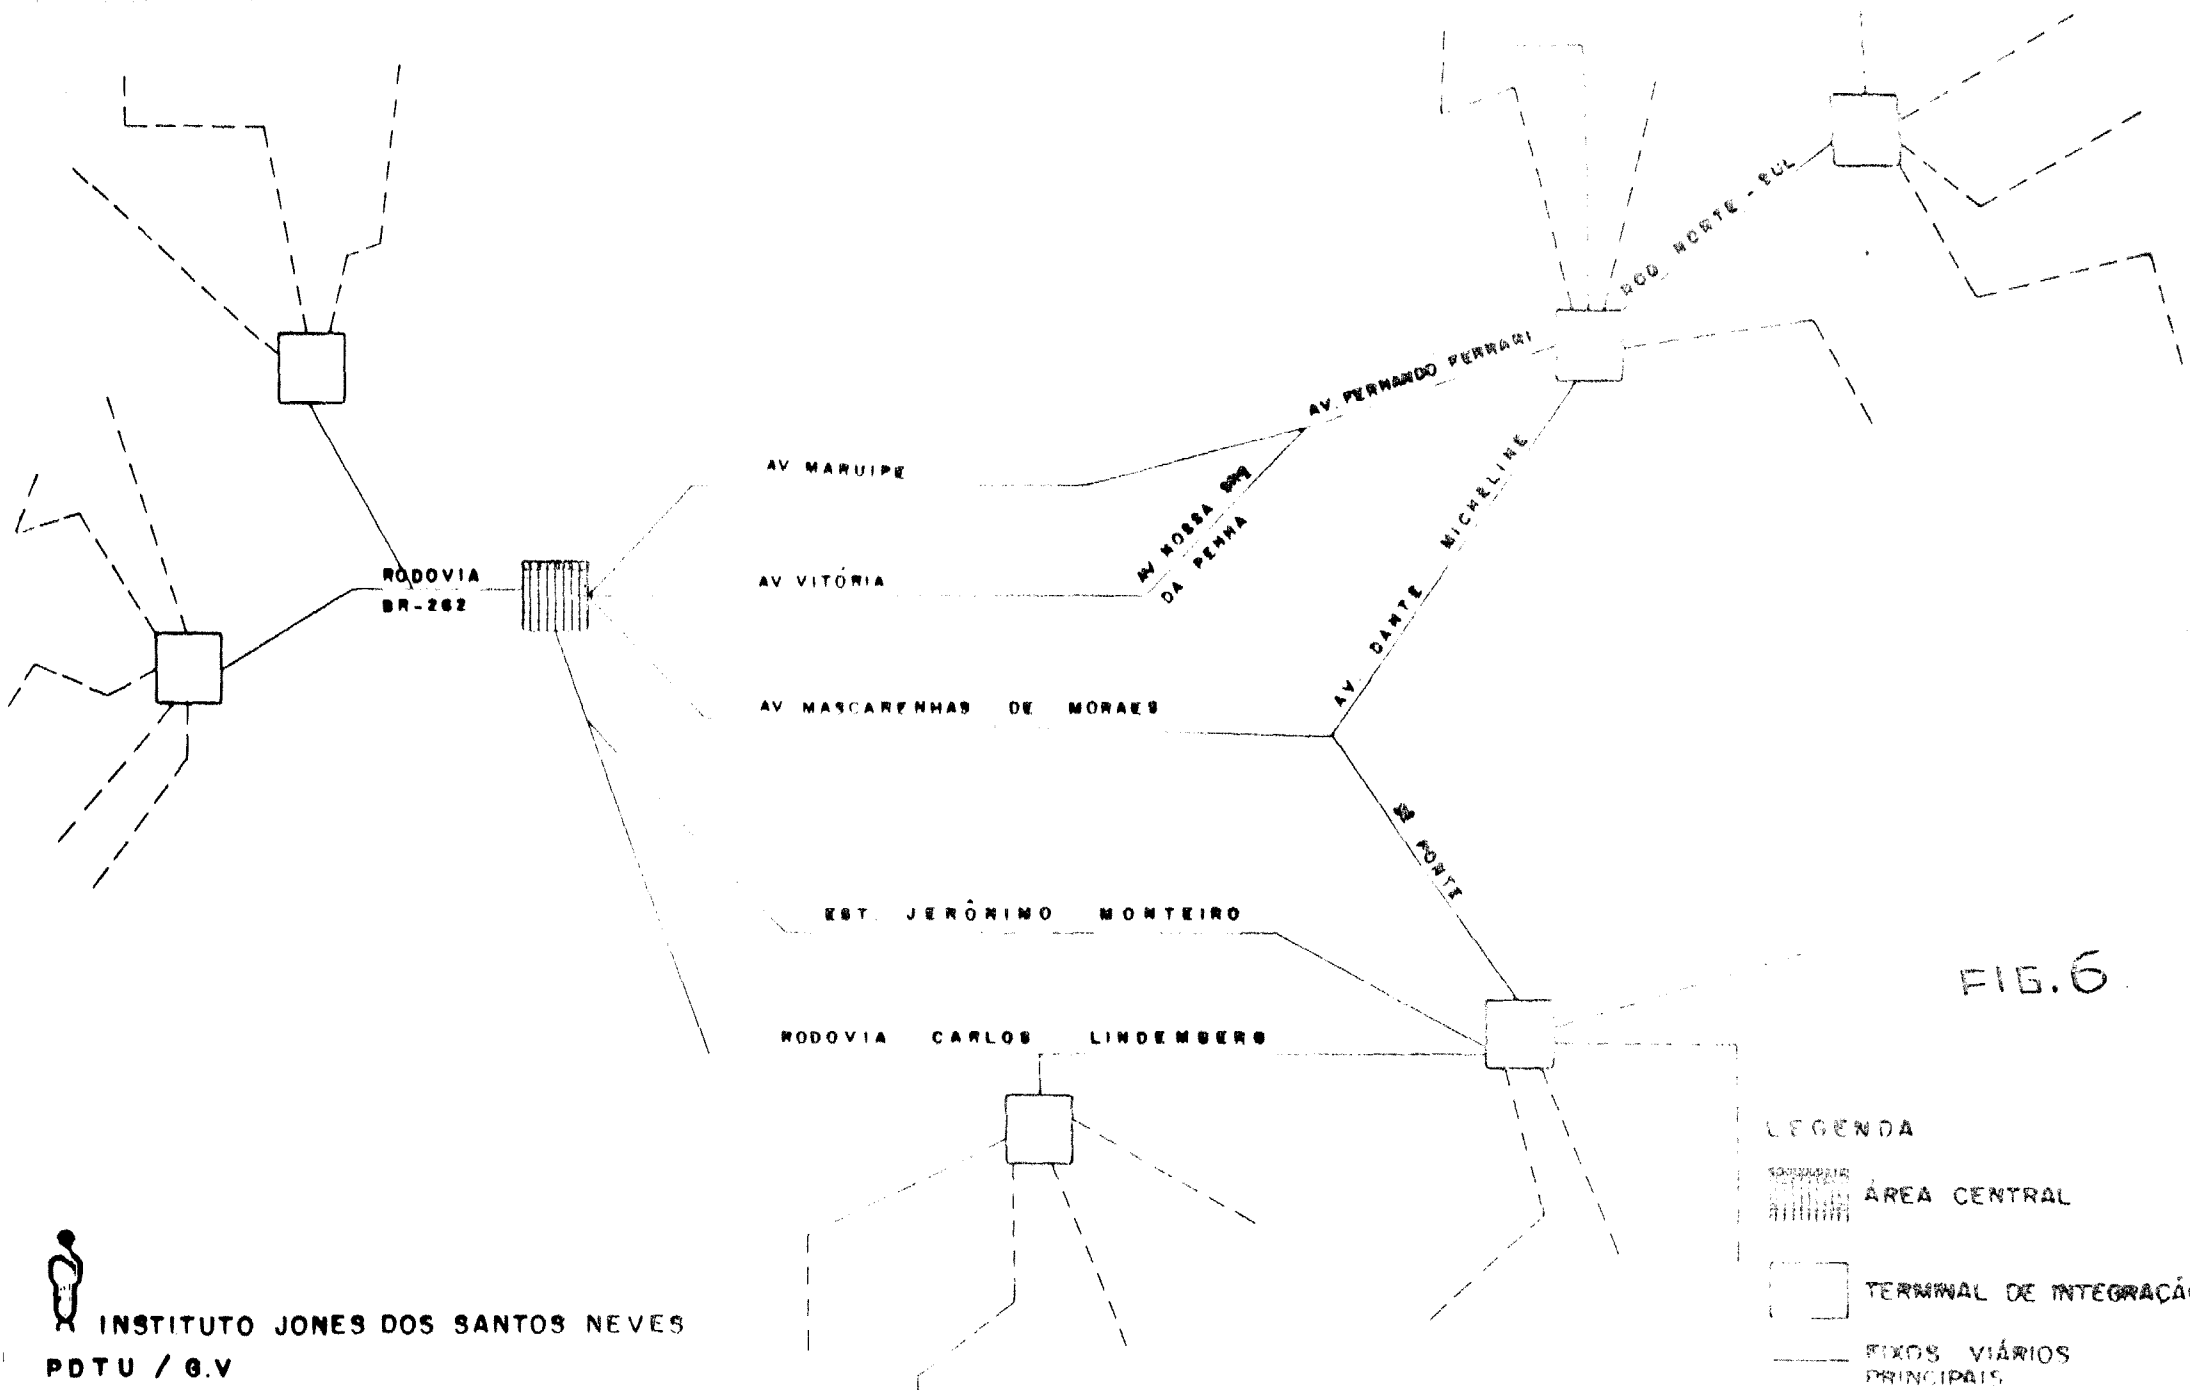 ROD NORTE - SUL
AV. FERNANDO FERRARI
AV MARUIPE
AV NOSSA
DA PENHA
AV. DANTE MICHELINE
RODOVIA
BR-262
AV VITÓRIA
AV MASCARENHAS DE MORAES
PONTE
EST. JERÔNIMO MONTEIRO
FIG. 6
RODOVIA CARLOS LINDEMBERG
LEGENDA
ÁREA CENTRAL
TERMINAL DE INTEGRAÇÃO
EIXOS VIÁRIOS
PRINCIPAIS
INSTITUTO JONES DOS SANTOS NEVES
PDTU / G.V